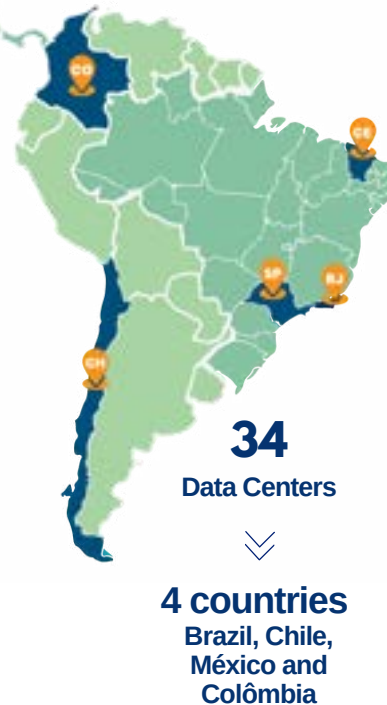 CO
CE
SP
RJ
CH
34
Data Centers
4 countries
Brazil, Chile,
México and
Colômbia